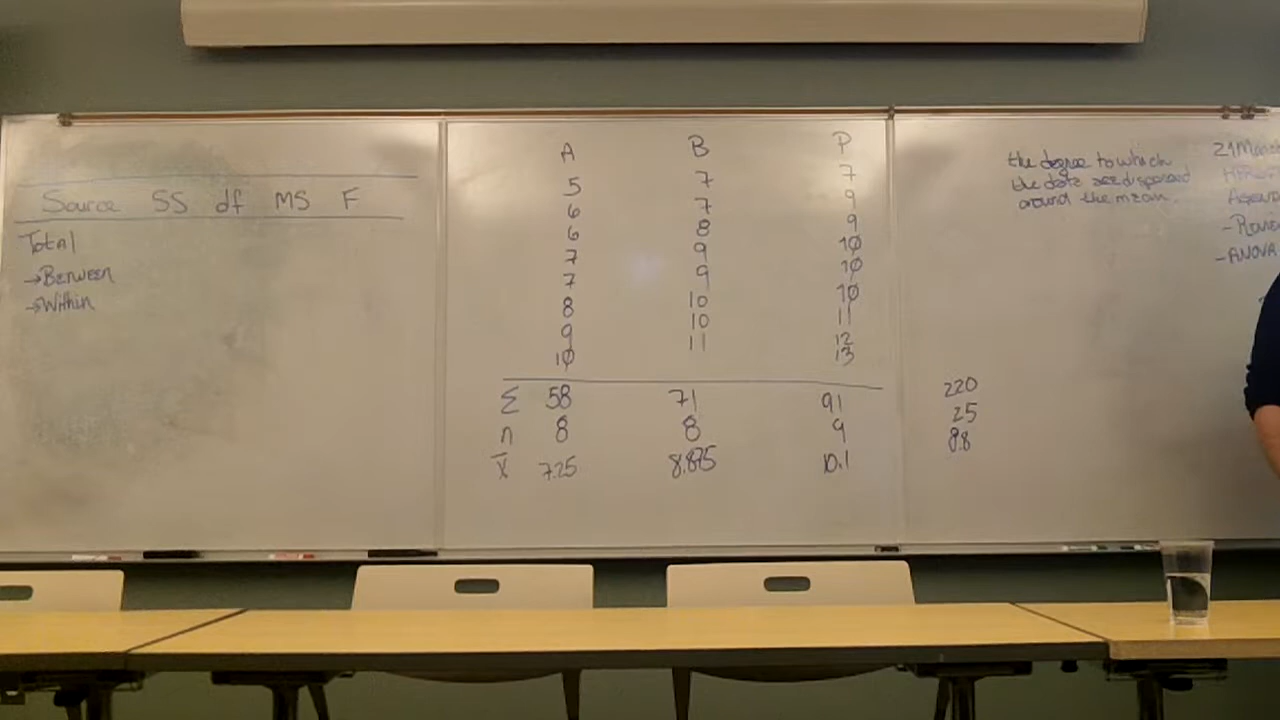 Source SS df MS F
Total
→Between
→Within
A B P
5 7 7
6 7 9
6 8 9
7 9 10
7 9 10
8 10 10
9 10 11
10 11 12
13
Σ 58 71 91 220
n 8 8 9 25
X̄ 7.25 8.875 10.1 8.8
the degree to which
the data are dispersed
around the mean.
21 March
- Review
- ANOVA